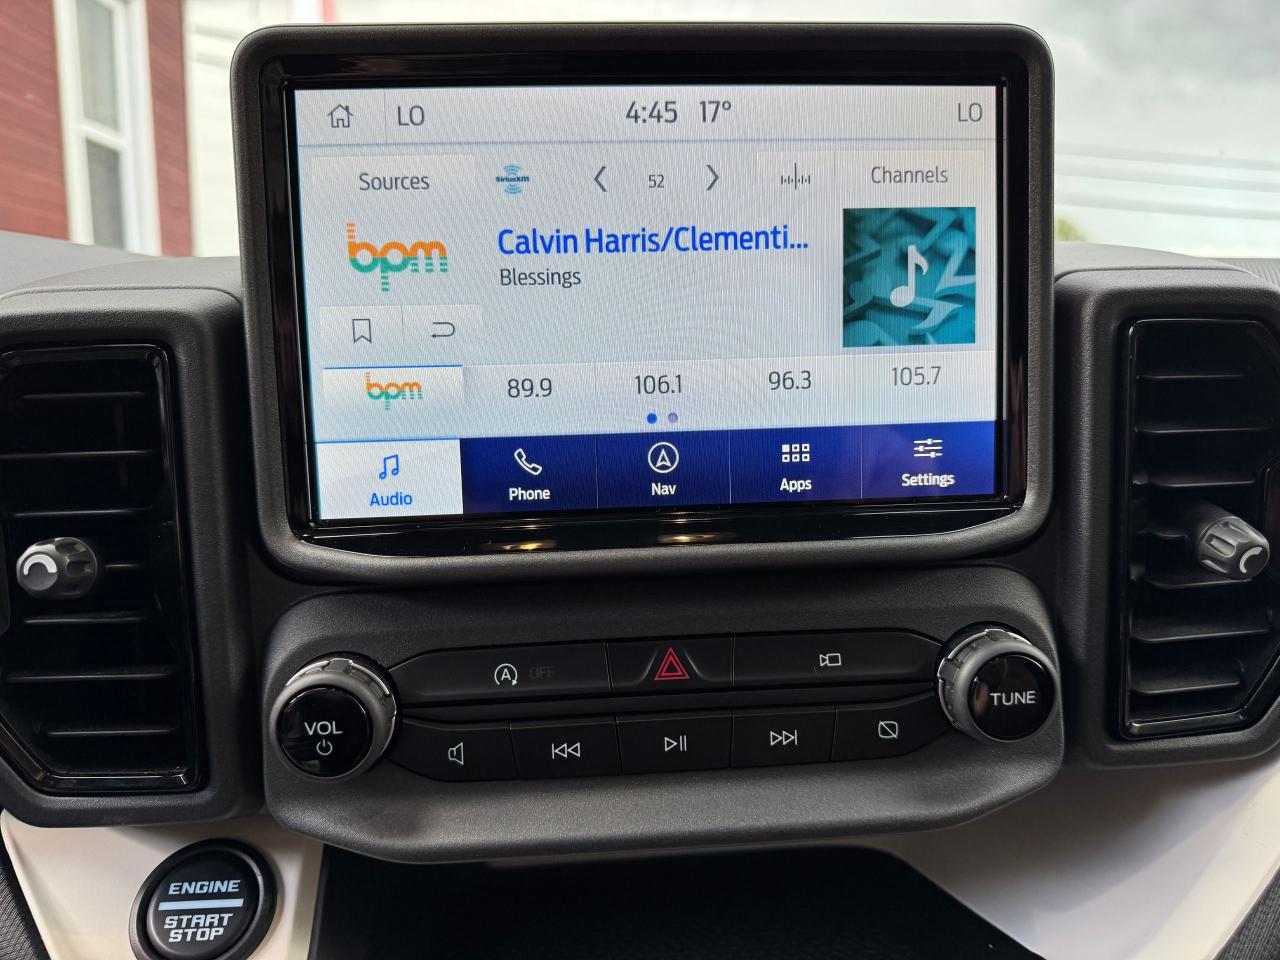 LO
4:45 17°
LO
Sources
SiriusXM
52
Channels
bpm
Calvin Harris/Clementi...
Blessings
bpm
89.9
106.1
96.3
105.7
Audio
Phone
Nav
Apps
Settings
A
OFF
VOL
TUNE
ENGINE
START
STOP